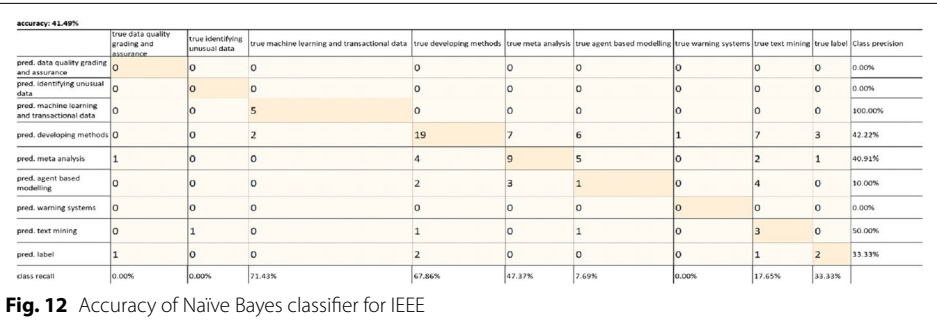 accuracy: 41.49%
true data quality grading and assurance true identifying unusual data true machine learning and transactional data true developing methods true meta analysis true agent based modelling true warning systems true text mining true label Class precision
pred. data quality grading and assurance 0 0 0 0 0 0 0 0 0 0.00%
pred. identifying unusual data 0 0 0 0 0 0 0 0 0 0.00%
pred. machine learning and transactional data 0 0 5 0 0 0 0 0 0 100.00%
pred. developing methods 0 0 2 19 7 6 1 7 3 42.22%
pred. meta analysis 1 0 0 4 9 5 0 2 1 40.91%
pred. agent based modelling 0 0 0 2 3 1 0 4 0 10.00%
pred. warning systems 0 0 0 0 0 0 0 0 0 0.00%
pred. text mining 0 1 0 1 0 1 0 3 0 50.00%
pred. label 1 0 0 2 0 0 0 1 2 33.33%
class recall 0.00% 0.00% 71.43% 67.86% 47.37% 7.69% 0.00% 17.65% 33.33%
Fig. 12 Accuracy of Naïve Bayes classifier for IEEE